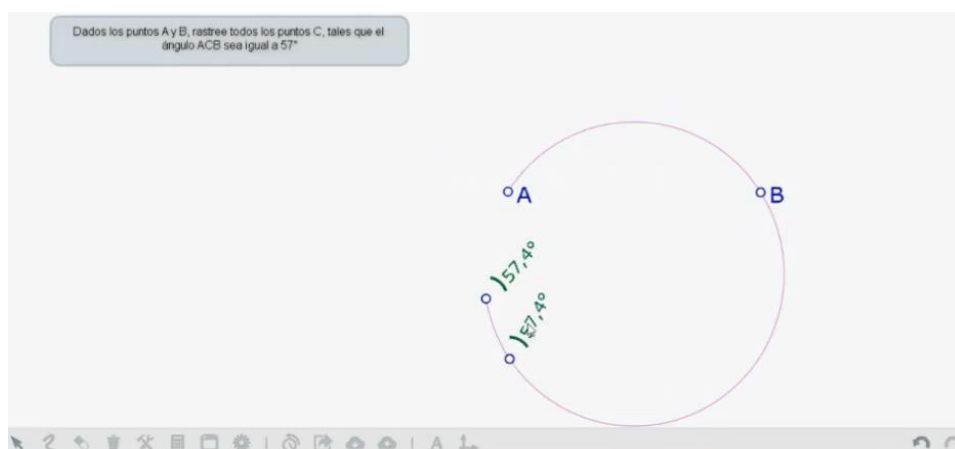 Dados los puntos A y B, rastree todos los puntos C, tales que el
ángulo ACB sea igual a 57°
A
B
57,4°
57,4°
A